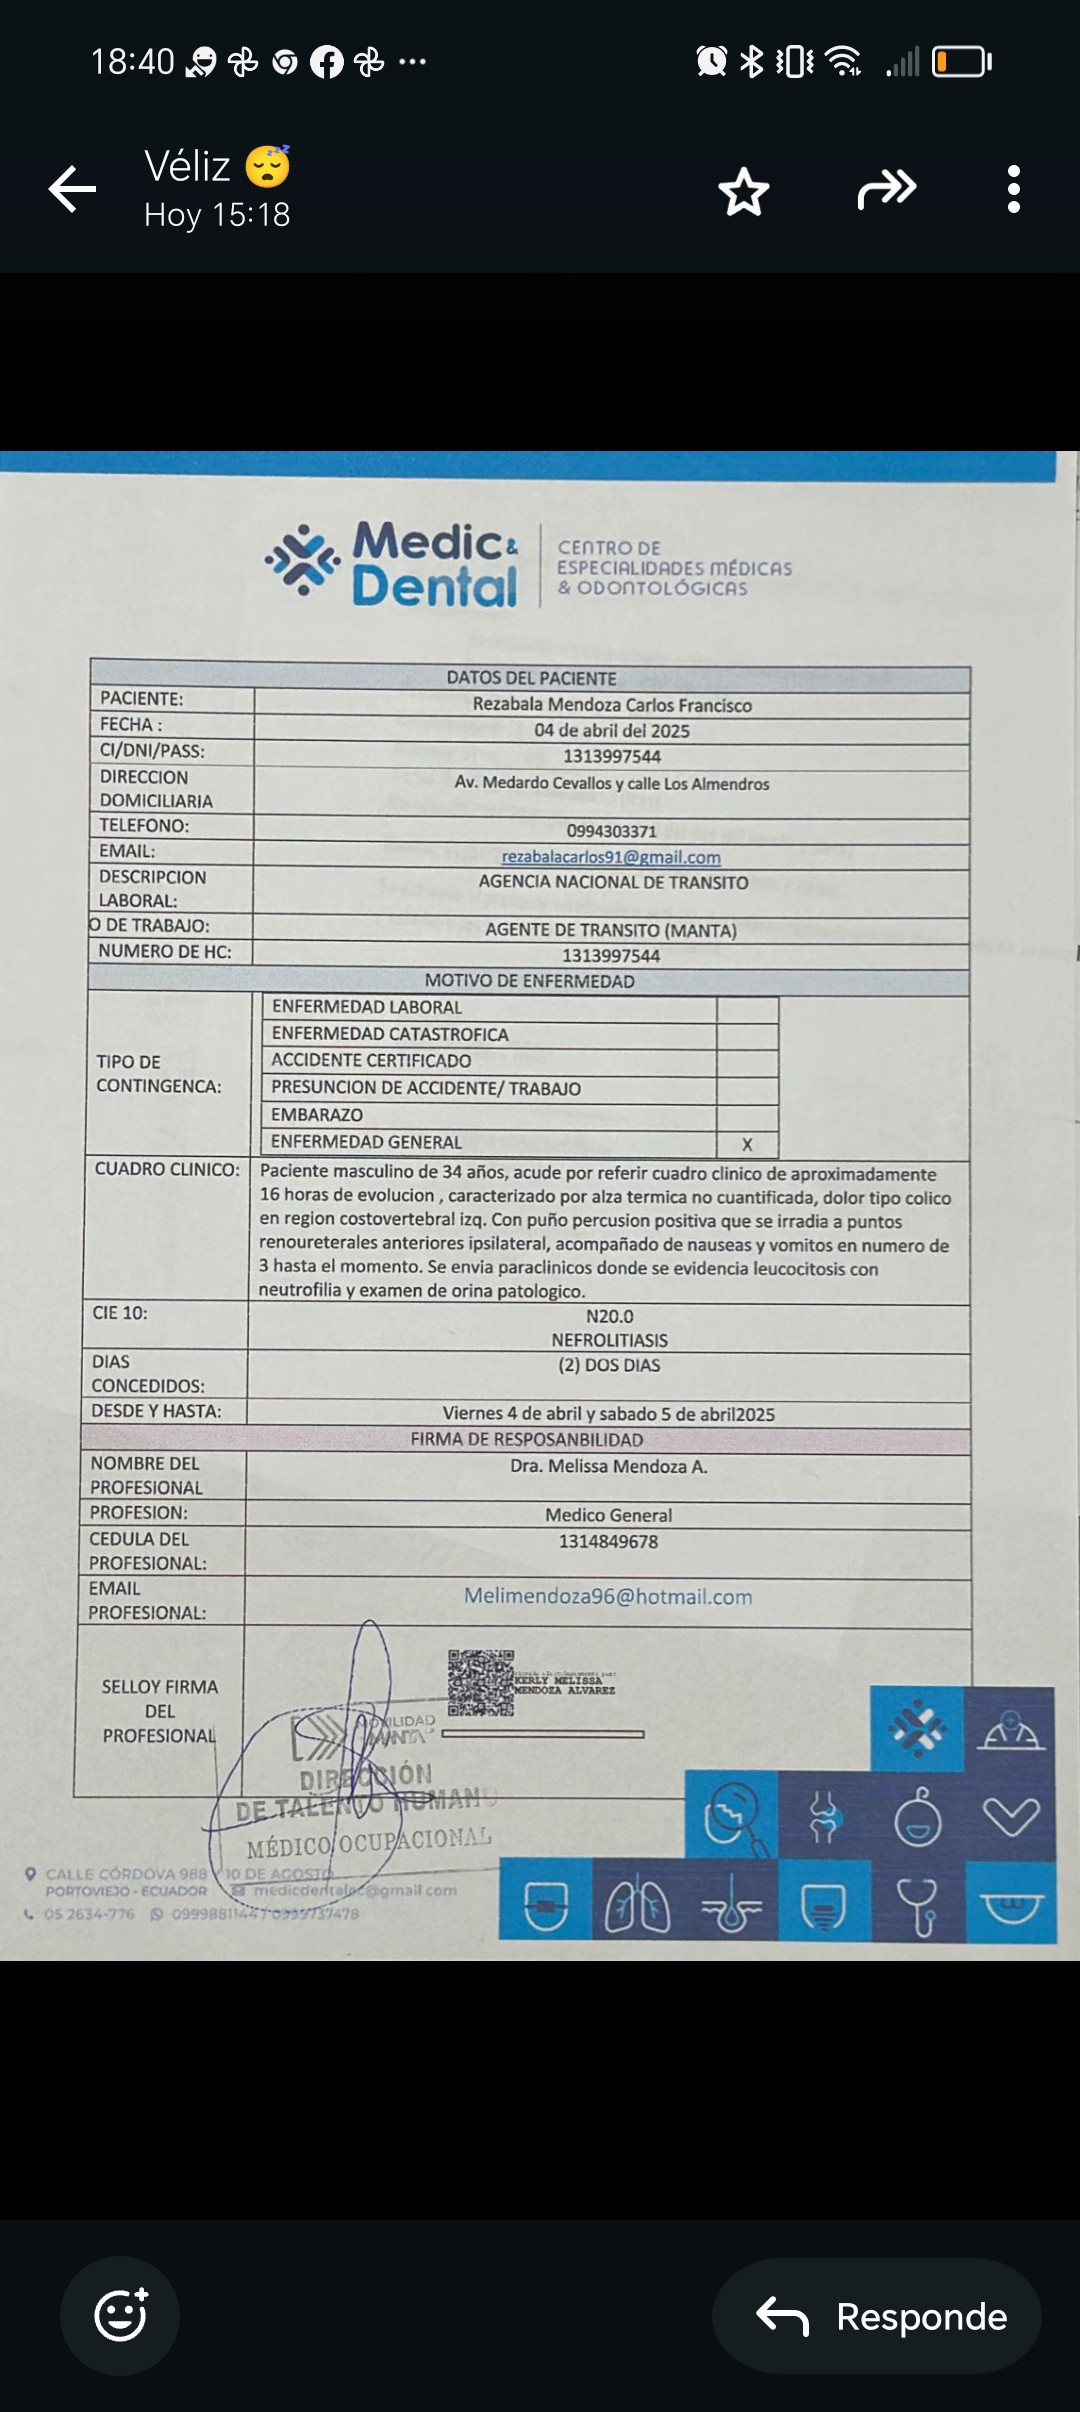 18:40
Véliz 😴
Hoy 15:18
Medic &
Dental
CENTRO DE
ESPECIALIDADES MÉDICAS
& ODONTOLÓGICAS
DATOS DEL PACIENTE
PACIENTE: Rezabala Mendoza Carlos Francisco
FECHA : 04 de abril del 2025
CI/DNI/PASS: 1313997544
DIRECCION
DOMICILIARIA Av. Medardo Cevallos y calle Los Almendros
TELEFONO: 0994303371
EMAIL: rezabalacarlos91@gmail.com
DESCRIPCION
LABORAL: AGENCIA NACIONAL DE TRANSITO
O DE TRABAJO: AGENTE DE TRANSITO (MANTA)
NUMERO DE HC: 1313997544
MOTIVO DE ENFERMEDAD
TIPO DE
CONTINGENCA:
ENFERMEDAD LABORAL
ENFERMEDAD CATASTROFICA
ACCIDENTE CERTIFICADO
PRESUNCION DE ACCIDENTE/ TRABAJO
EMBARAZO
ENFERMEDAD GENERAL X
CUADRO CLINICO: Paciente masculino de 34 años, acude por referir cuadro clinico de aproximadamente
16 horas de evolucion , caracterizado por alza termica no cuantificada, dolor tipo colico
en region costovertebral izq. Con puño percusion positiva que se irradia a puntos
renoureterales anteriores ipsilateral, acompañado de nauseas y vomitos en numero de
3 hasta el momento. Se envia paraclinicos donde se evidencia leucocitosis con
neutrofilia y examen de orina patologico.
CIE 10: N20.0
NEFROLITIASIS
DIAS
CONCEDIDOS: (2) DOS DIAS
DESDE Y HASTA: Viernes 4 de abril y sabado 5 de abril2025
FIRMA DE RESPOSANBILIDAD
NOMBRE DEL
PROFESIONAL Dra. Melissa Mendoza A.
PROFESION: Medico General
CEDULA DEL
PROFESIONAL: 1314849678
EMAIL
PROFESIONAL: Melimendoza96@hotmail.com
SELLOY FIRMA
DEL
PROFESIONAL
KERLY MELISSA
MENDOZA ALVAREZ
MOVILIDAD
MANTA
DIRECCIÓN
DE TALENTO HUMANO
MÉDICO OCUPACIONAL
CALLE CÓRDOVA 988 Y 10 DE AGOSTO
PORTOVIEJO - ECUADOR
05 2634-776
Responde